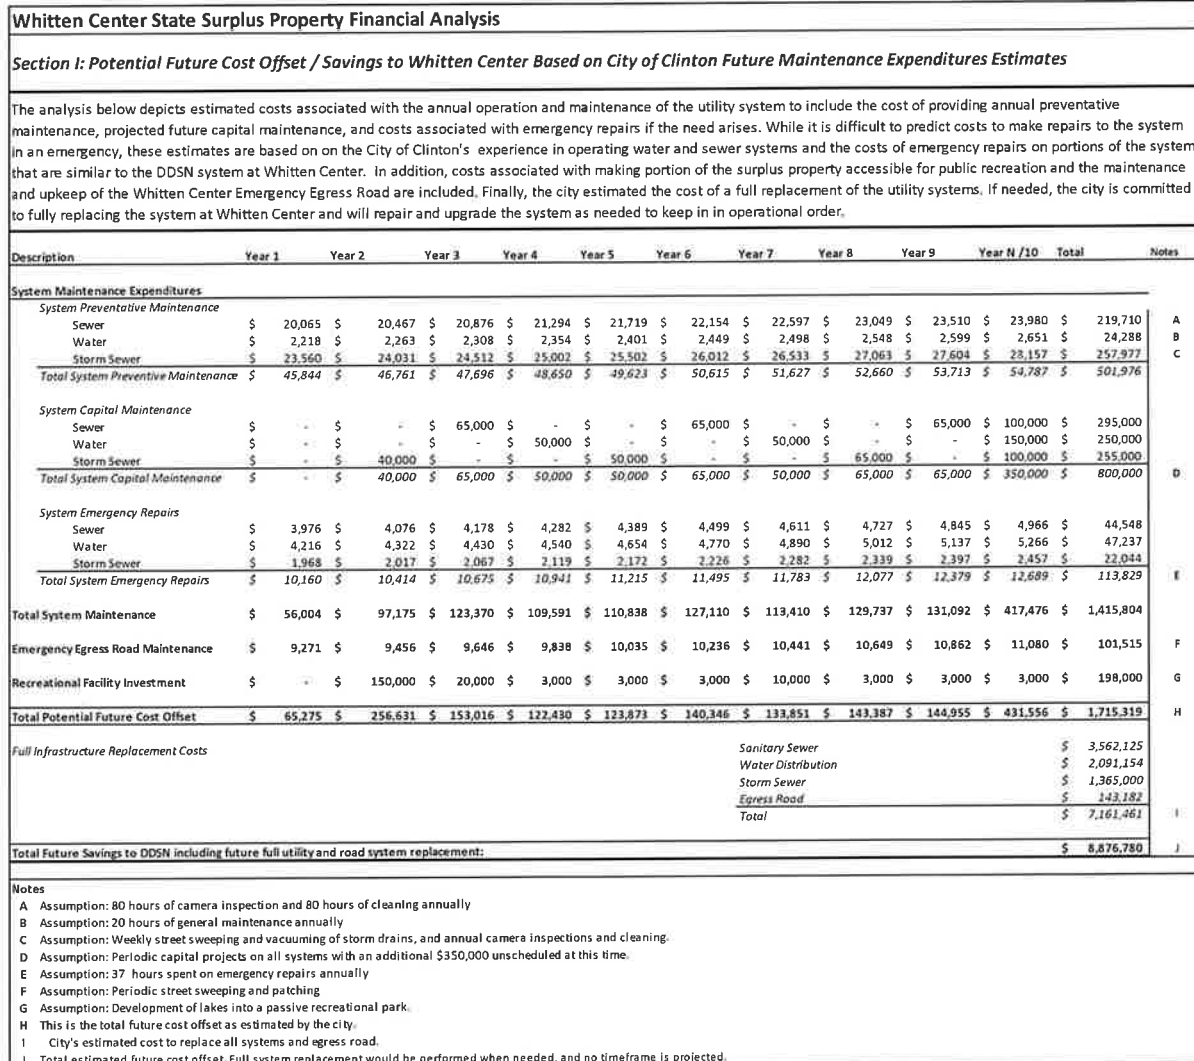 Whitten Center State Surplus Property Financial Analysis
Section I: Potential Future Cost Offset / Savings to Whitten Center Based on City of Clinton Future Maintenance Expenditures Estimates
The analysis below depicts estimated costs associated with the annual operation and maintenance of the utility system to include the cost of providing annual preventative
maintenance, projected future capital maintenance, and costs associated with emergency repairs if the need arises. While it is difficult to predict costs to make repairs to the system
in an emergency, these estimates are based on on the City of Clinton's experience in operating water and sewer systems and the costs of emergency repairs on portions of the system
that are similar to the DDSN system at Whitten Center. In addition, costs associated with making portion of the surplus property accessible for public recreation and the maintenance
and upkeep of the Whitten Center Emergency Egress Road are included. Finally, the city estimated the cost of a full replacement of the utility systems. If needed, the city is committed
to fully replacing the system at Whitten Center and will repair and upgrade the system as needed to keep in in operational order.
Description Year 1 Year 2 Year 3 Year 4 Year 5 Year 6 Year 7 Year 8 Year 9 Year N /10 Total Notes
System Maintenance Expenditures
System Preventative Maintenance
Sewer $ 20,065 $ 20,467 $ 20,876 $ 21,294 $ 21,719 $ 22,154 $ 22,597 $ 23,049 $ 23,510 $ 23,980 $ 219,710 A
Water $ 2,218 $ 2,263 $ 2,308 $ 2,354 $ 2,401 $ 2,449 $ 2,498 $ 2,548 $ 2,599 $ 2,651 $ 24,288 B
Storm Sewer $ 23,560 $ 24,031 $ 24,512 $ 25,002 $ 25,502 $ 26,012 $ 26,533 $ 27,063 $ 27,604 $ 28,157 $ 257,977 C
Total System Preventive Maintenance $ 45,844 $ 46,761 $ 47,696 $ 48,650 $ 49,623 $ 50,615 $ 51,627 $ 52,660 $ 53,713 $ 54,787 $ 501,976
System Capital Maintenance
Sewer $ - $ - $ 65,000 $ - $ - $ 65,000 $ - $ - $ 65,000 $ 100,000 $ 295,000
Water $ - $ - $ - $ 50,000 $ - $ - $ 50,000 $ - $ - $ 150,000 $ 250,000
Storm Sewer $ - $ 40,000 $ - $ - $ 50,000 $ - $ - $ 65,000 $ - $ 100,000 $ 255,000
Total System Capital Maintenance $ - $ 40,000 $ 65,000 $ 50,000 $ 50,000 $ 65,000 $ 50,000 $ 65,000 $ 65,000 $ 350,000 $ 800,000 D
System Emergency Repairs
Sewer $ 3,976 $ 4,076 $ 4,178 $ 4,282 $ 4,389 $ 4,499 $ 4,611 $ 4,727 $ 4,845 $ 4,966 $ 44,548
Water $ 4,216 $ 4,322 $ 4,430 $ 4,540 $ 4,654 $ 4,770 $ 4,890 $ 5,012 $ 5,137 $ 5,266 $ 47,237
Storm Sewer $ 1,968 $ 2,017 $ 2,067 $ 2,119 $ 2,172 $ 2,226 $ 2,282 $ 2,339 $ 2,397 $ 2,457 $ 22,044
Total System Emergency Repairs $ 10,160 $ 10,414 $ 10,675 $ 10,941 $ 11,215 $ 11,495 $ 11,783 $ 12,077 $ 12,379 $ 12,689 $ 113,829 E
Total System Maintenance $ 56,004 $ 97,175 $ 123,370 $ 109,591 $ 110,838 $ 127,110 $ 113,410 $ 129,737 $ 131,092 $ 417,476 $ 1,415,804
Emergency Egress Road Maintenance $ 9,271 $ 9,456 $ 9,646 $ 9,838 $ 10,035 $ 10,236 $ 10,441 $ 10,649 $ 10,862 $ 11,080 $ 101,515 F
Recreational Facility Investment $ - $ 150,000 $ 20,000 $ 3,000 $ 3,000 $ 3,000 $ 10,000 $ 3,000 $ 3,000 $ 3,000 $ 198,000 G
Total Potential Future Cost Offset $ 65,275 $ 256,631 $ 153,016 $ 122,430 $ 123,873 $ 140,346 $ 133,851 $ 143,387 $ 144,955 $ 431,556 $ 1,715,319 H
Full Infrastructure Replacement Costs Sanitary Sewer $ 3,562,125
Water Distribution $ 2,091,154
Storm Sewer $ 1,365,000
Egress Road $ 143,182
Total $ 7,161,461 I
Total Future Savings to DDSN including future full utility and road system replacement: $ 8,876,780 J
Notes
A Assumption: 80 hours of camera inspection and 80 hours of cleaning annually
B Assumption: 20 hours of general maintenance annually
C Assumption: Weekly street sweeping and vacuuming of storm drains, and annual camera inspections and cleaning.
D Assumption: Periodic capital projects on all systems with an additional $350,000 unscheduled at this time.
E Assumption: 37 hours spent on emergency repairs annually
F Assumption: Periodic street sweeping and patching
G Assumption: Development of lakes into a passive recreational park.
H This is the total future cost offset as estimated by the city.
I City's estimated cost to replace all systems and egress road.
J Total estimated future cost offset. Full system replacement would be performed when needed, and no timeframe is projected.